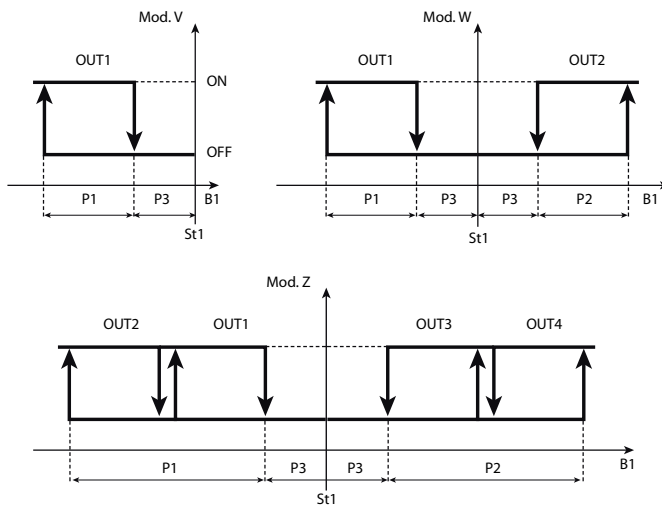 Mod. V
OUT1
ON
OFF
P1 P3 B1
St1
Mod. W
OUT1 OUT2
P1 P3 P3 P2 B1
St1
Mod. Z
OUT2 OUT1 OUT3 OUT4
P1 P3 P3 P2 B1
St1